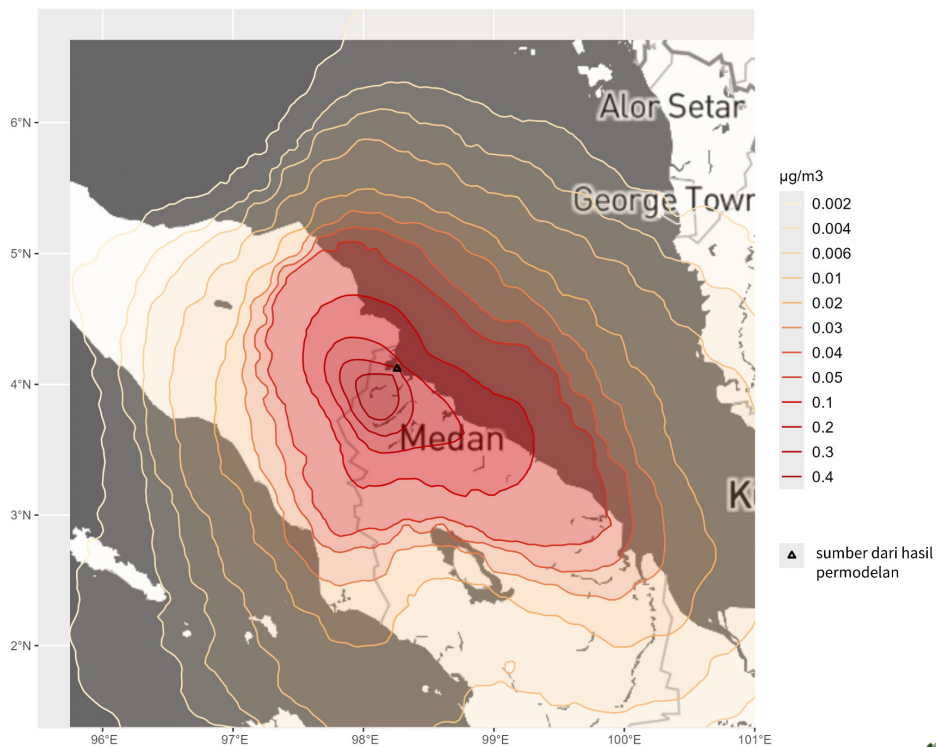 Alor Setar
6°N
µg/m3
George Towr
0.002
0.004
5°N
0.006
0.01
0.02
0.03
0.04
4°N
0.05
0.1
Medan
0.2
0.3
0.4
K
3°N
sumber dari hasil
permodelan
2°N
96°E 97°E 98°E 99°E 100°E 101°E